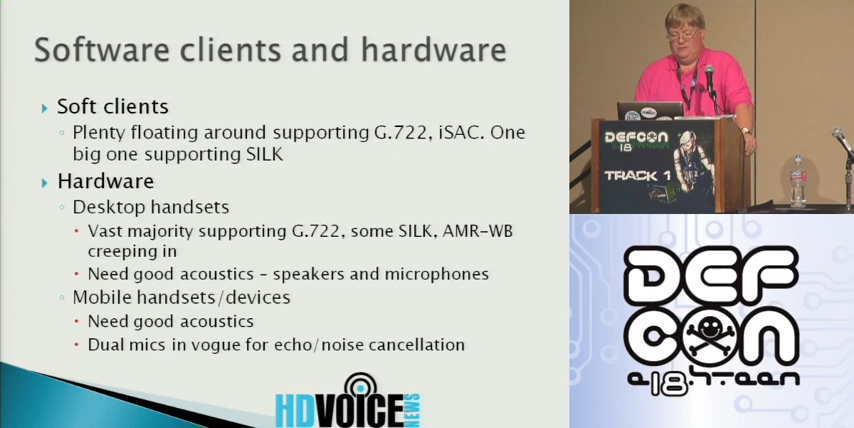 Software clients and hardware
Soft clients
Plenty floating around supporting G.722, iSAC. One
big one supporting SILK
Hardware
Desktop handsets
Vast majority supporting G.722, some SILK, AMR-WB
creeping in
Need good acoustics - speakers and microphones
Mobile handsets/devices
Need good acoustics
Dual mics in vogue for echo/noise cancellation
HDVOICE
NEWS
DEFCON
18
TRACK 1
DEF
CON
e.18.h-teen